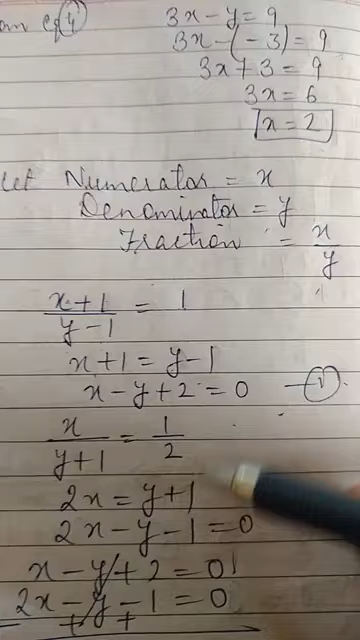 From eq (4)
3x - y = 9
3x - (-3) = 9
3x + 3 = 9
3x = 6
x = 2
Let Numerator = x
Denominator = y
Fraction = x/y
x+1/y-1 = 1
x+1 = y-1
x - y + 2 = 0 - (1).
x/y+1 = 1/2
2x = y+1
2x - y - 1 = 0
x - y + 2 = 0
2x - y - 1 = 0
- + +